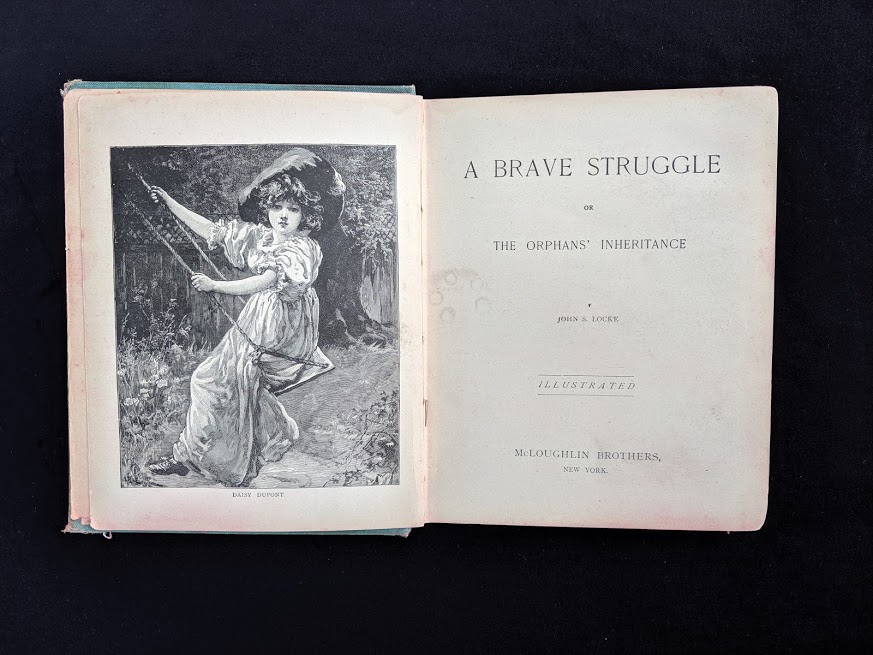 DAISY DUPONT
A BRAVE STRUGGLE
OR
THE ORPHANS' INHERITANCE
JOHN S. LOCKE
ILLUSTRATED
McLOUGHLIN BROTHERS,
NEW YORK.